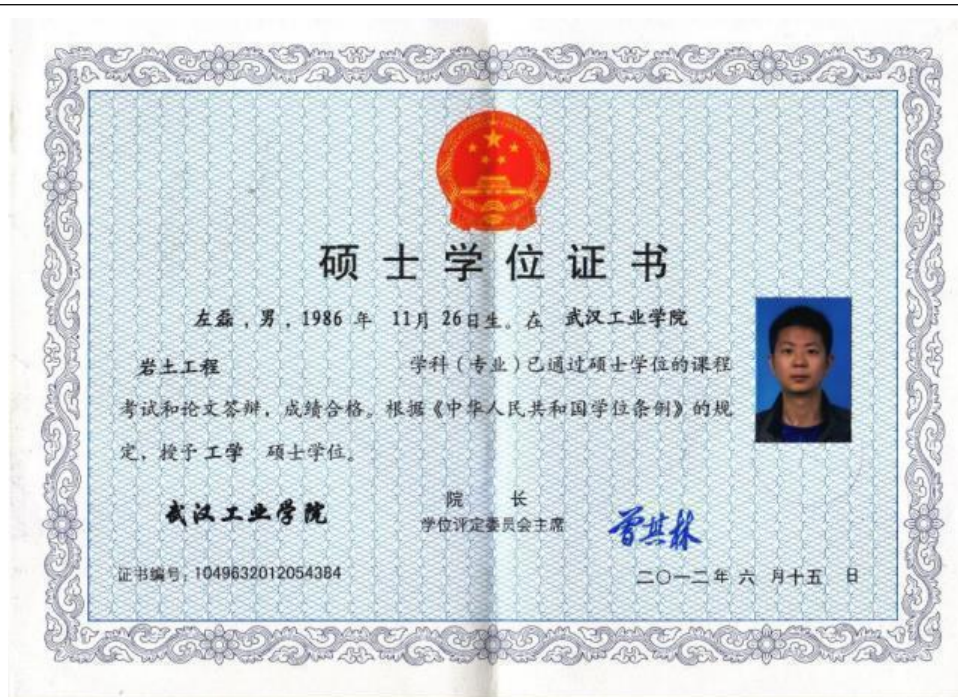 硕士学位证书
左磊，男，1986 年 11月 26日生。在 武汉工业学院
岩土工程 学科（专业）已通过硕士学位的课程
考试和论文答辩，成绩合格。根据《中华人民共和国学位条例》的规
定，授予 工学 硕士学位。
武汉工业学院
院 长
学位评定委员会主席
曾其林
证书编号：1049632012054384
二〇一二年 六 月十五 日